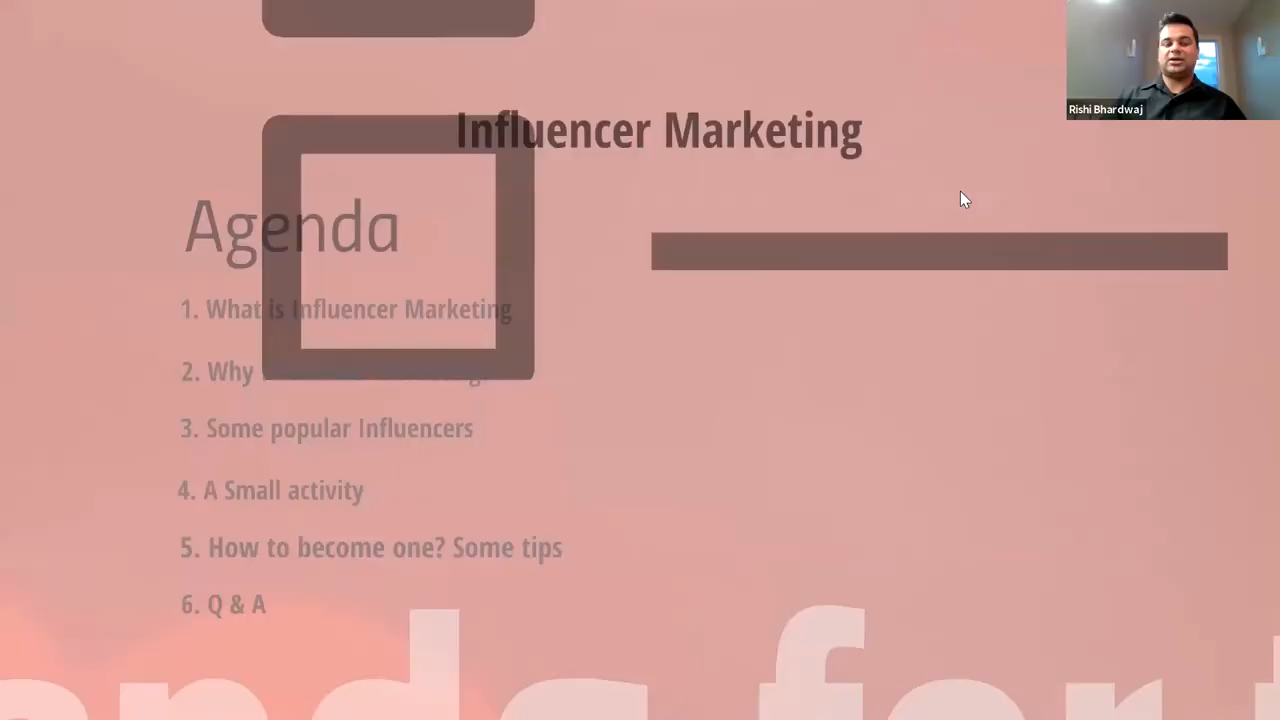 Rishi Bhardwaj
Influencer Marketing
Agenda
1. What is Influencer Marketing
2. Why
3. Some popular Influencers
4. A Small activity
5. How to become one? Some tips
6. Q & A
for